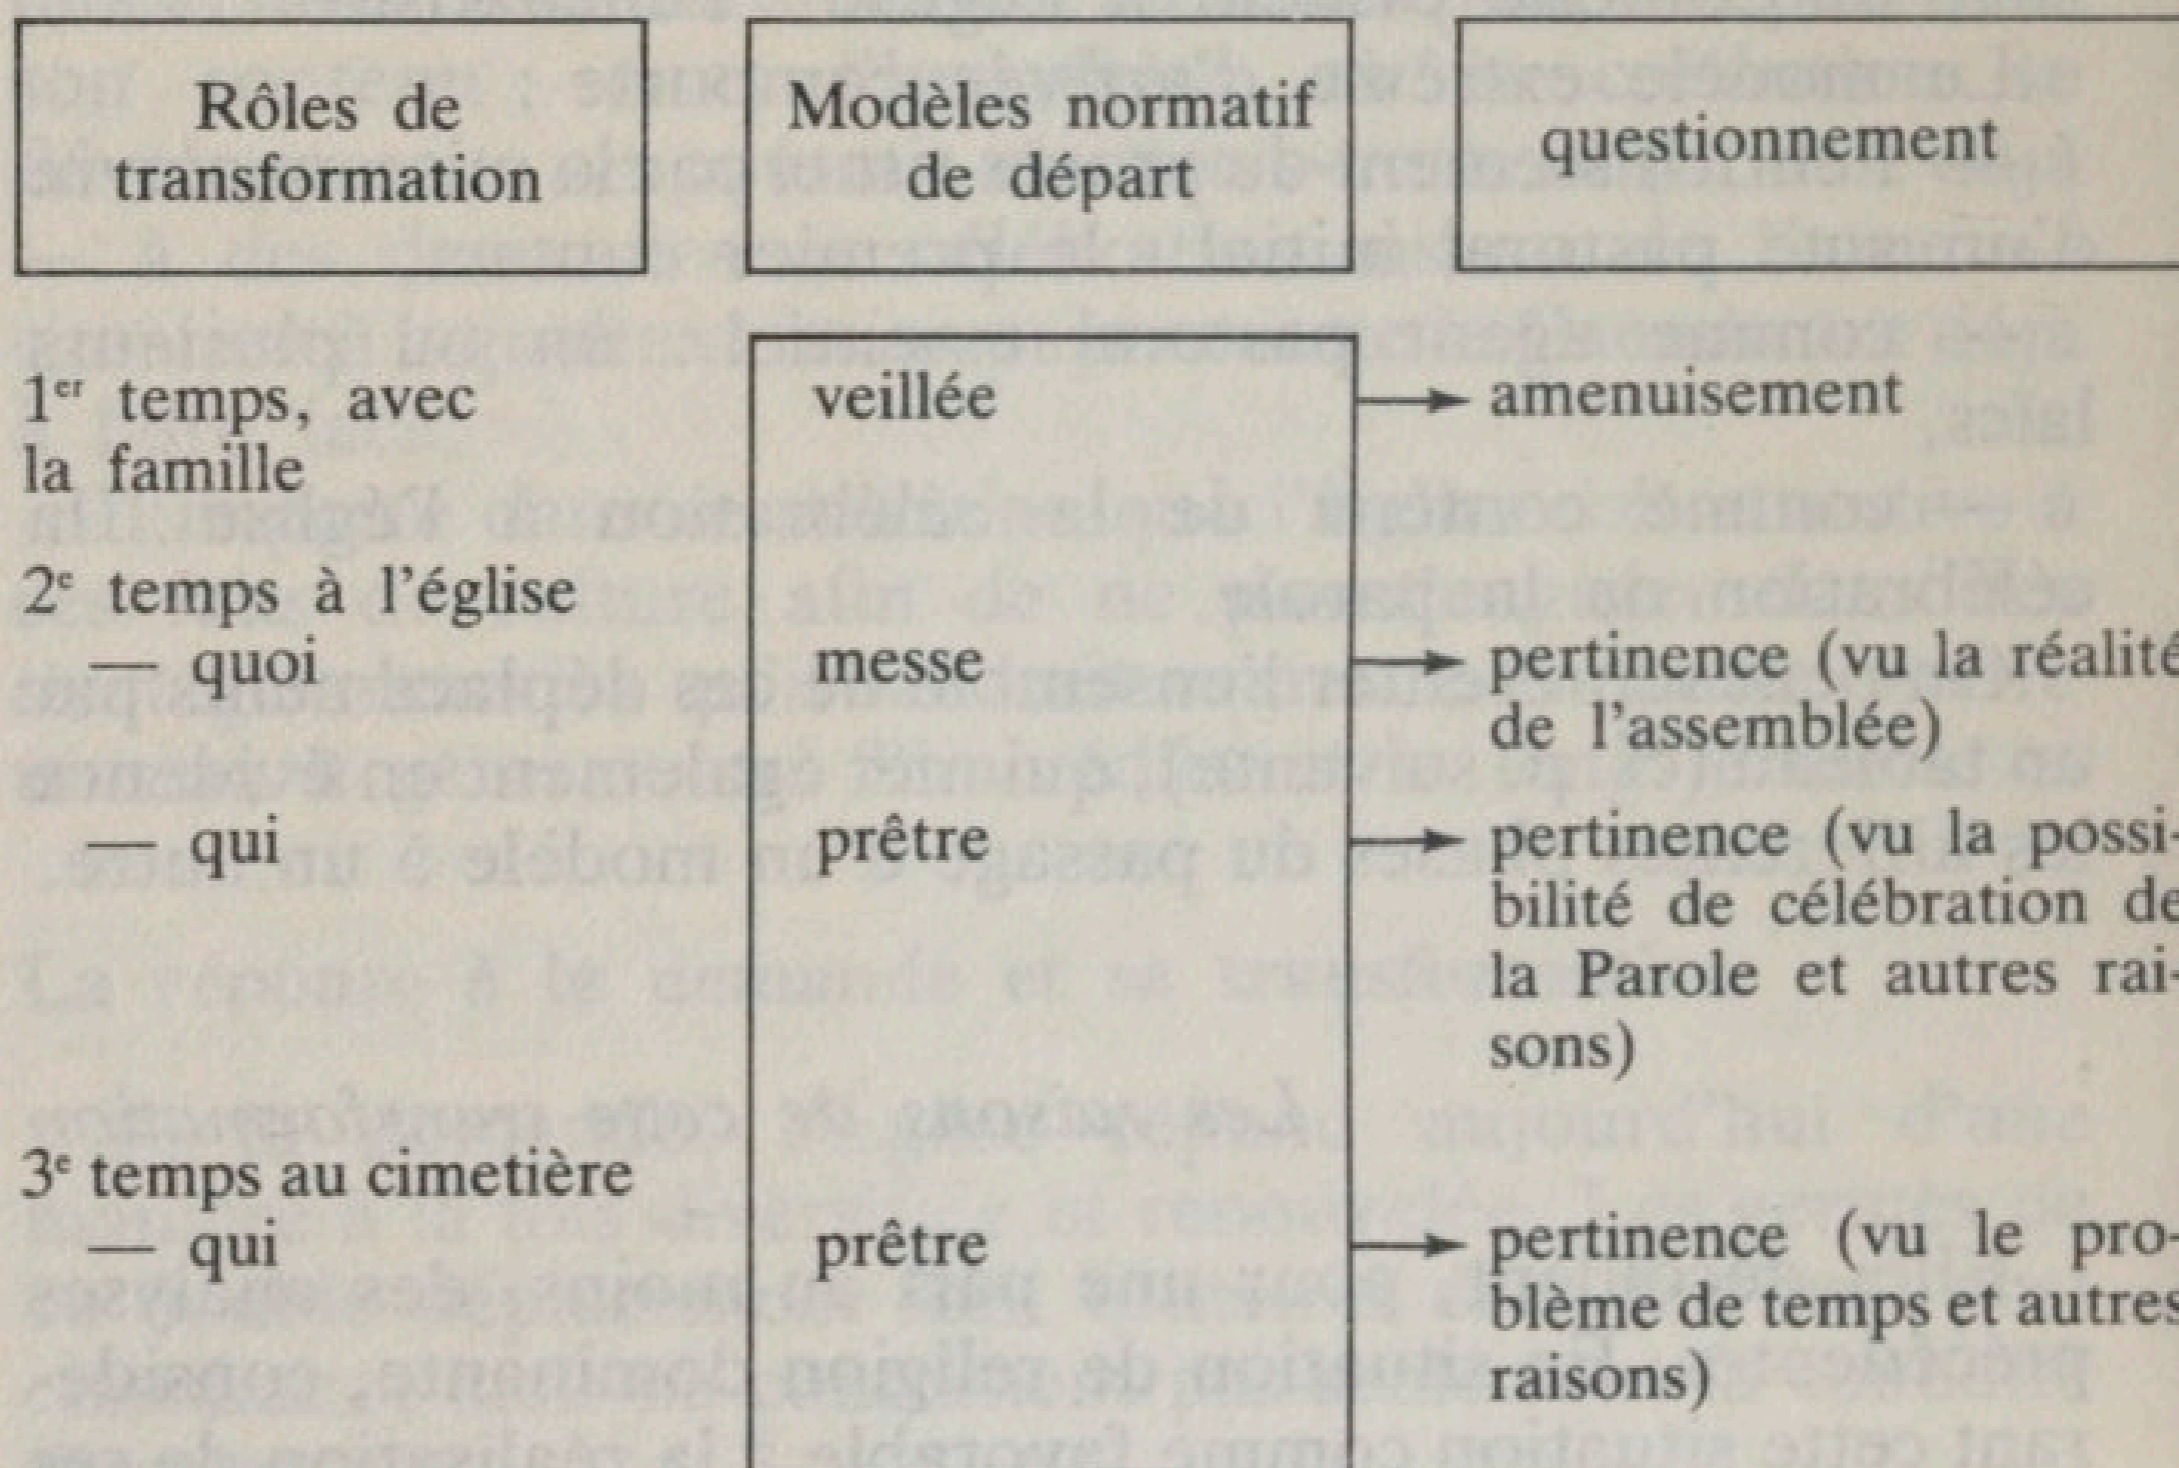 Rôles de
transformation
Modèles normatif
de départ
questionnement
1er temps, avec
la famille
veillée
amenuisement
2e temps à l'église
— quoi
messe
pertinence (vu la réalité
de l'assemblée)
— qui
prêtre
pertinence (vu la possi-
bilité de célébration de
la Parole et autres rai-
sons)
3e temps au cimetière
— qui
prêtre
pertinence (vu le pro-
blème de temps et autres
raisons)